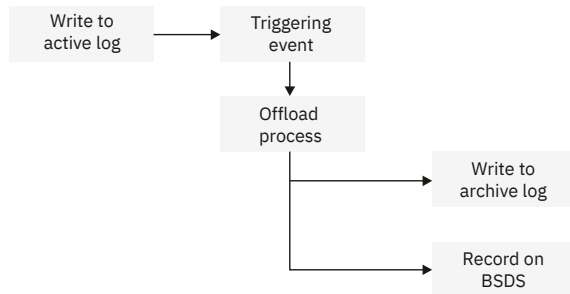 Write to
active log
Triggering
event
Offload
process
Write to
archive log
Record on
BSDS